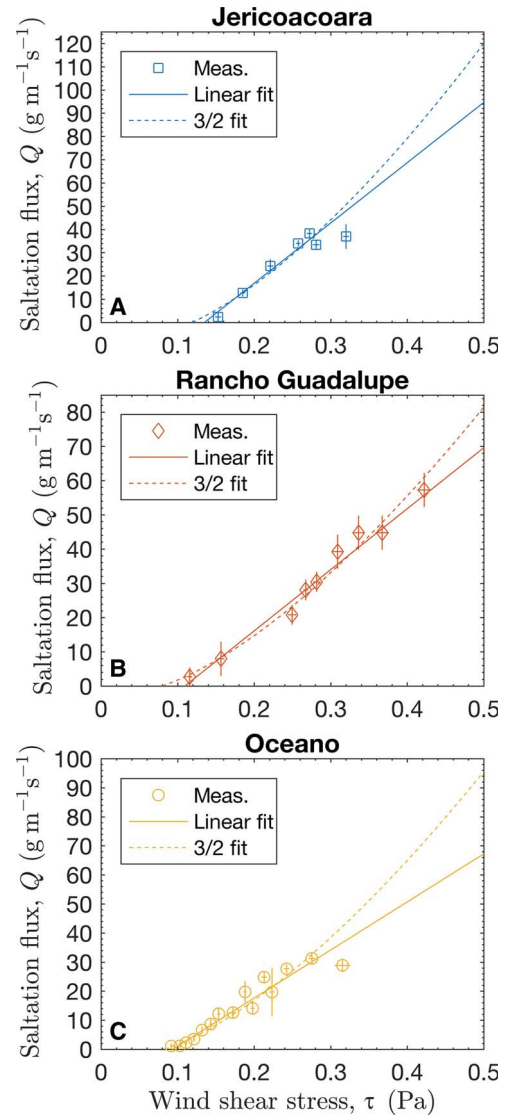 Jericoacoara
120
110
100
90
80
70
60
50
40
30
20
10
0
Saltation flux, Q (g m⁻¹s⁻¹)
Meas.
Linear fit
3/2 fit
A
0 0.1 0.2 0.3 0.4 0.5
Rancho Guadalupe
80
70
60
50
40
30
20
10
0
Saltation flux, Q (g m⁻¹s⁻¹)
Meas.
Linear fit
3/2 fit
B
0 0.1 0.2 0.3 0.4 0.5
Oceano
100
90
80
70
60
50
40
30
20
10
0
Saltation flux, Q (g m⁻¹s⁻¹)
Meas.
Linear fit
3/2 fit
C
0 0.1 0.2 0.3 0.4 0.5
Wind shear stress, τ (Pa)